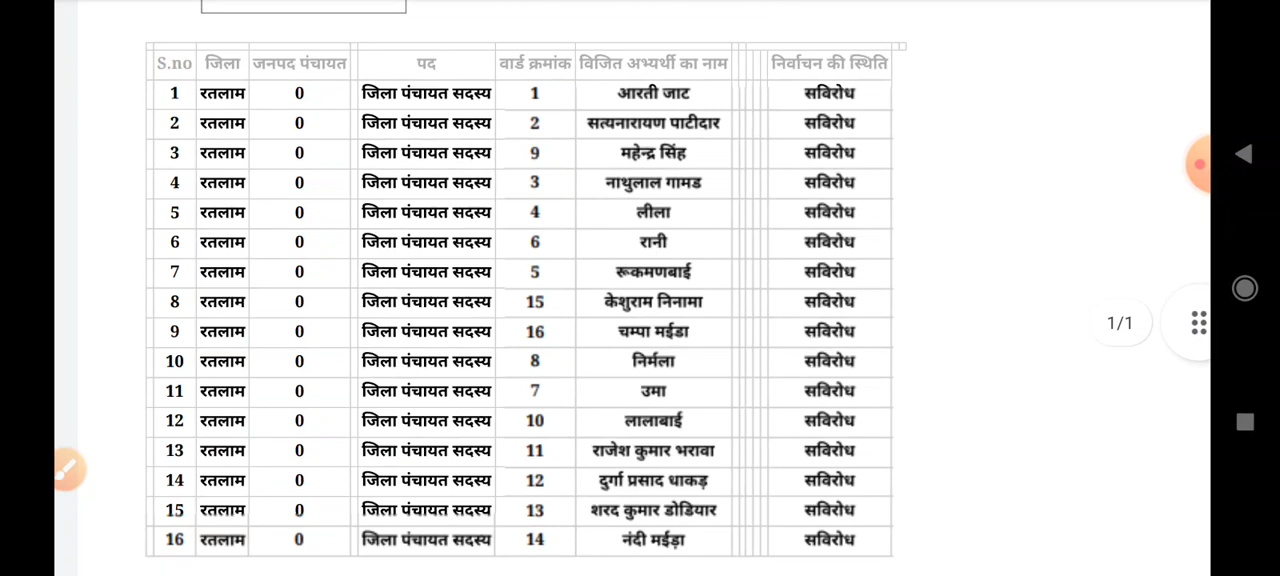 S.no जिला जनपद पंचायत पद वार्ड क्रमांक विजित अभ्यर्थी का नाम निर्वाचन की स्थिति
1 रतलाम 0 जिला पंचायत सदस्य 1 आरती जाट सविरोध
2 रतलाम 0 जिला पंचायत सदस्य 2 सत्यनारायण पाटीदार सविरोध
3 रतलाम 0 जिला पंचायत सदस्य 9 महेन्द्र सिंह सविरोध
4 रतलाम 0 जिला पंचायत सदस्य 3 नाथुलाल गामड सविरोध
5 रतलाम 0 जिला पंचायत सदस्य 4 लीला सविरोध
6 रतलाम 0 जिला पंचायत सदस्य 6 रानी सविरोध
7 रतलाम 0 जिला पंचायत सदस्य 5 रूकमणबाई सविरोध
8 रतलाम 0 जिला पंचायत सदस्य 15 केशुराम निनामा सविरोध
9 रतलाम 0 जिला पंचायत सदस्य 16 चम्पा मईडा सविरोध
10 रतलाम 0 जिला पंचायत सदस्य 8 निर्मला सविरोध
11 रतलाम 0 जिला पंचायत सदस्य 7 उमा सविरोध
12 रतलाम 0 जिला पंचायत सदस्य 10 लालाबाई सविरोध
13 रतलाम 0 जिला पंचायत सदस्य 11 राजेश कुमार भरावा सविरोध
14 रतलाम 0 जिला पंचायत सदस्य 12 दुर्गा प्रसाद धाकड़ सविरोध
15 रतलाम 0 जिला पंचायत सदस्य 13 शरद कुमार डोडियार सविरोध
16 रतलाम 0 जिला पंचायत सदस्य 14 नंदी मईड़ा सविरोध
1/1